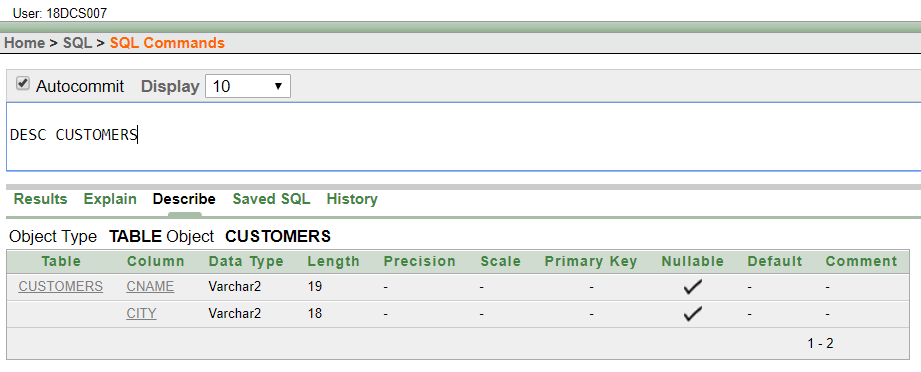 User: 18DCS007
Home > SQL > SQL Commands
Autocommit Display 10
DESC CUSTOMERS
Results Explain Describe Saved SQL History
Object Type TABLE Object CUSTOMERS
Table Column Data Type Length Precision Scale Primary Key Nullable Default Comment
CUSTOMERS CNAME Varchar2 19 - - - ✓ - -
CITY Varchar2 18 - - - ✓ - -
1 - 2